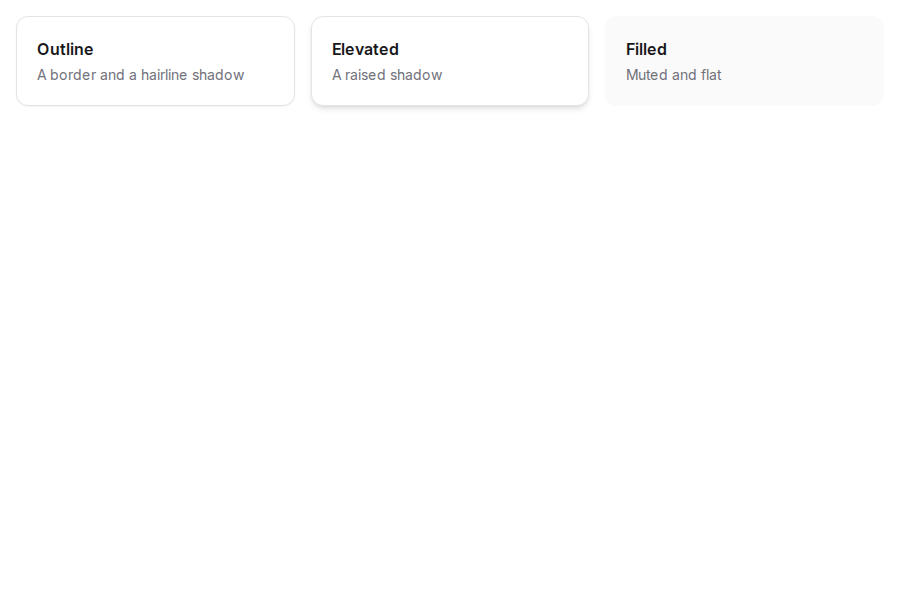 Outline
A border and a hairline shadow
Elevated
A raised shadow
Filled
Muted and flat